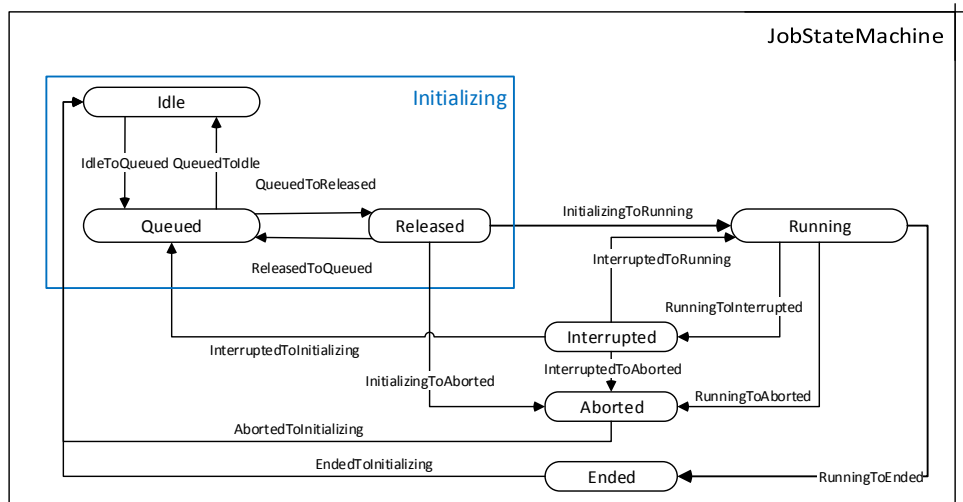 JobStateMachine
Initializing
Idle
IdleToQueued QueuedToIdle
QueuedToReleased
Queued
Released
ReleasedToQueued
InitializingToRunning
Running
InterruptedToRunning
RunningToInterrupted
Interrupted
InterruptedToInitializing
InterruptedToAborted
InitializingToAborted
RunningToAborted
Aborted
AbortedToInitializing
EndedToInitializing
Ended
RunningToEnded